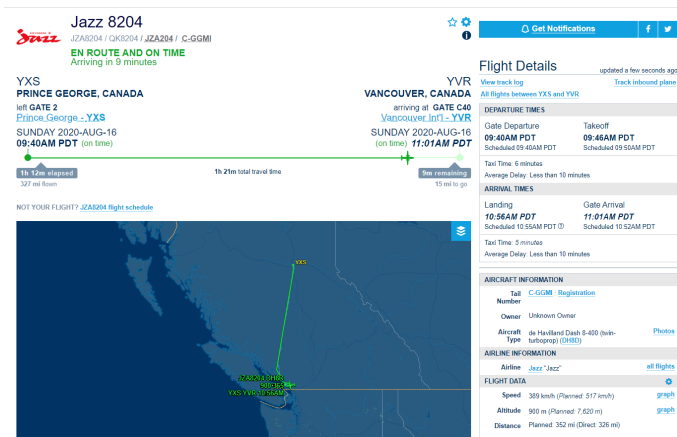 Jazz
Jazz 8204
JZA8204 / QK8204 / JZA204 / C-GGMI
EN ROUTE AND ON TIME
Arriving in 9 minutes
YXS
PRINCE GEORGE, CANADA
left GATE 2
Prince George - YXS
SUNDAY 2020-AUG-16
09:40AM PDT (on time)
YVR
VANCOUVER, CANADA
arriving at GATE C40
Vancouver Int'l - YVR
SUNDAY 2020-AUG-16
(on time) 11:01AM PDT
1h 12m elapsed
327 mi flown
1h 21m total travel time
9m remaining
15 mi to go
NOT YOUR FLIGHT? JZA8204 flight schedule
YXS
JZA8204 DH8D
YXS YVR 10:56AM
Get Notifications
Flight Details
updated a few seconds ago
View track log Track inbound plane
All flights between YXS and YVR
DEPARTURE TIMES
Gate Departure Takeoff
09:40AM PDT 09:46AM PDT
Scheduled 09:40AM PDT Scheduled 09:50AM PDT
Taxi Time: 6 minutes
Average Delay: Less than 10 minutes
ARRIVAL TIMES
Landing Gate Arrival
10:56AM PDT 11:01AM PDT
Scheduled 10:55AM PDT Scheduled 10:52AM PDT
Taxi Time: 5 minutes
Average Delay: Less than 10 minutes
AIRCRAFT INFORMATION
Tail Number C-GGMI · Registration
Owner Unknown Owner
Aircraft Type de Havilland Dash 8-400 (twin-turboprop) (DH8D) Photos
AIRLINE INFORMATION
Airline Jazz "Jazz" all flights
FLIGHT DATA
Speed 389 km/h (Planned: 517 km/h) graph
Altitude 900 m (Planned: 7,620 m) graph
Distance Planned: 352 mi (Direct: 326 mi)